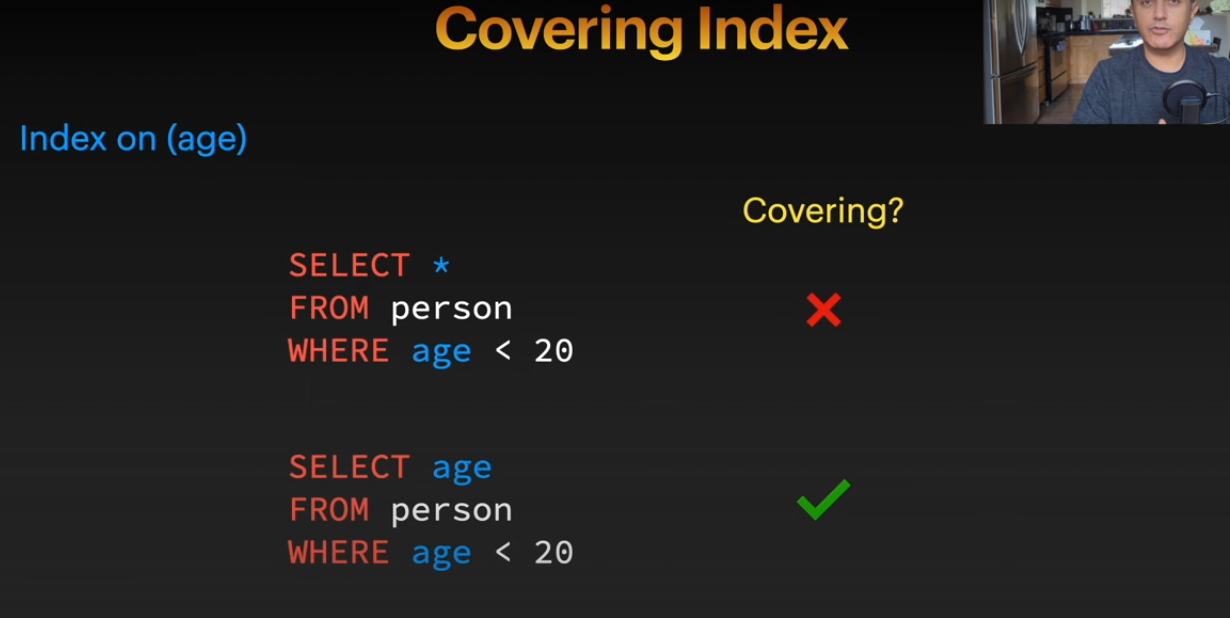 Covering Index
Index on (age)
Covering?
SELECT *
FROM person
WHERE age < 20
SELECT age
FROM person
WHERE age < 20